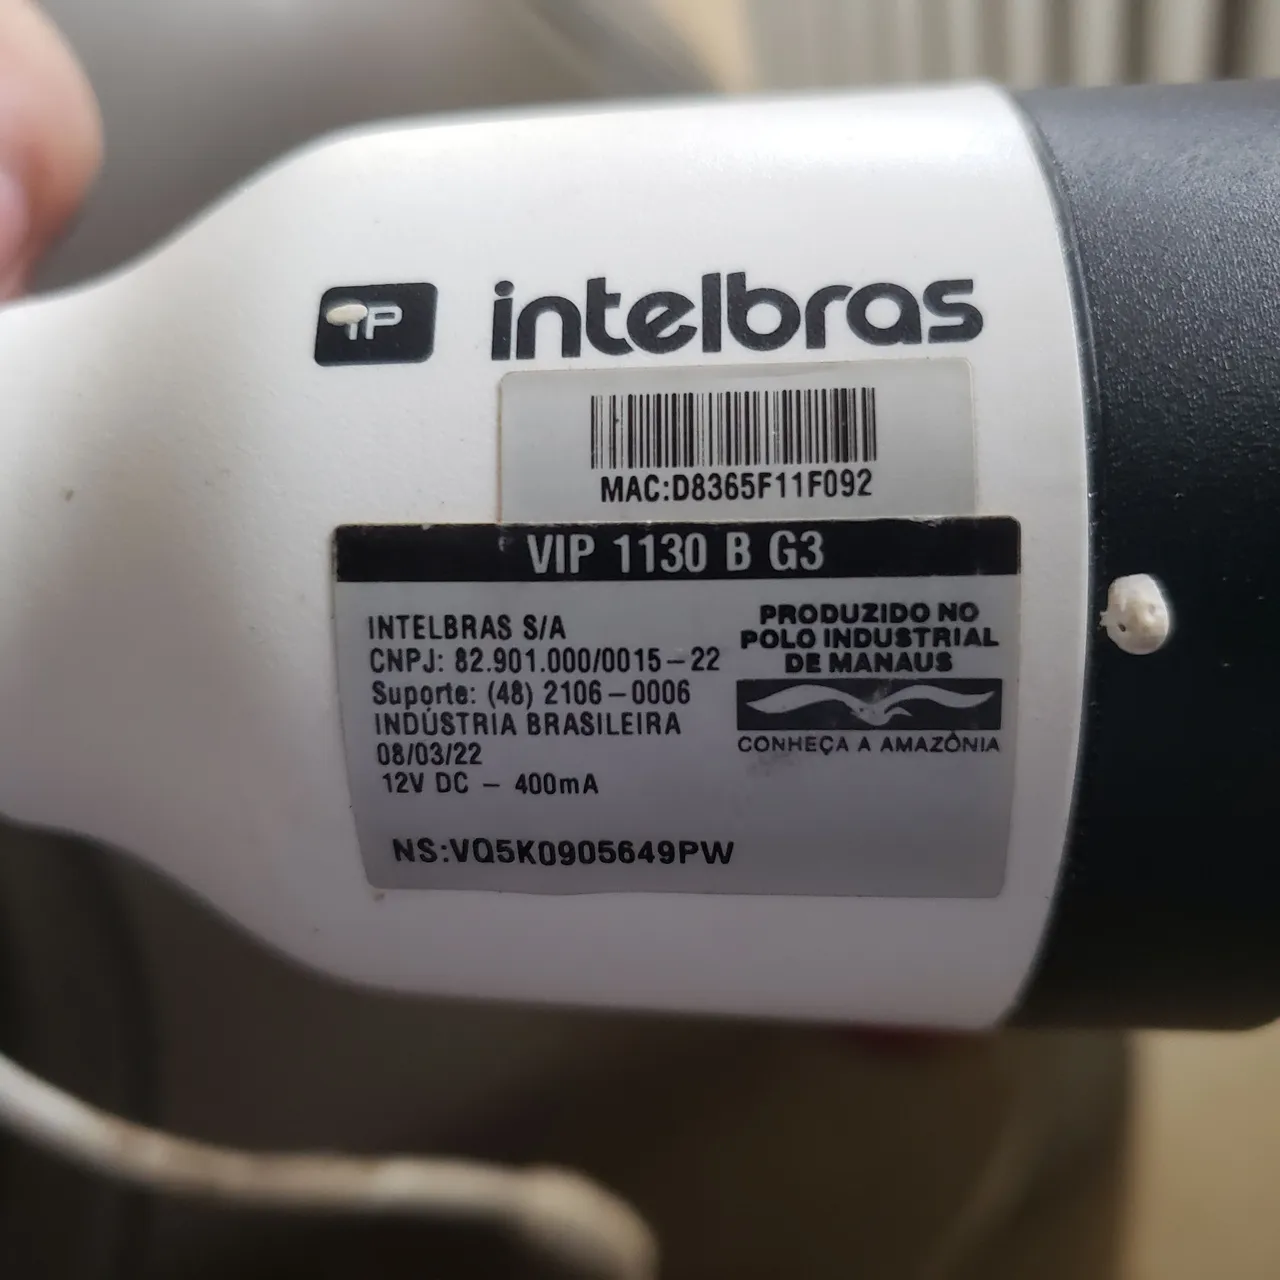 iP intelbras
MAC:D8365F11F092
VIP 1130 B G3
INTELBRAS S/A
CNPJ: 82.901.000/0015-22
Suporte: (48) 2106-0006
INDÚSTRIA BRASILEIRA
08/03/22
12V DC - 400mA
PRODUZIDO NO
POLO INDUSTRIAL
DE MANAUS
CONHEÇA A AMAZÔNIA
NS:VQ5K0905649PW